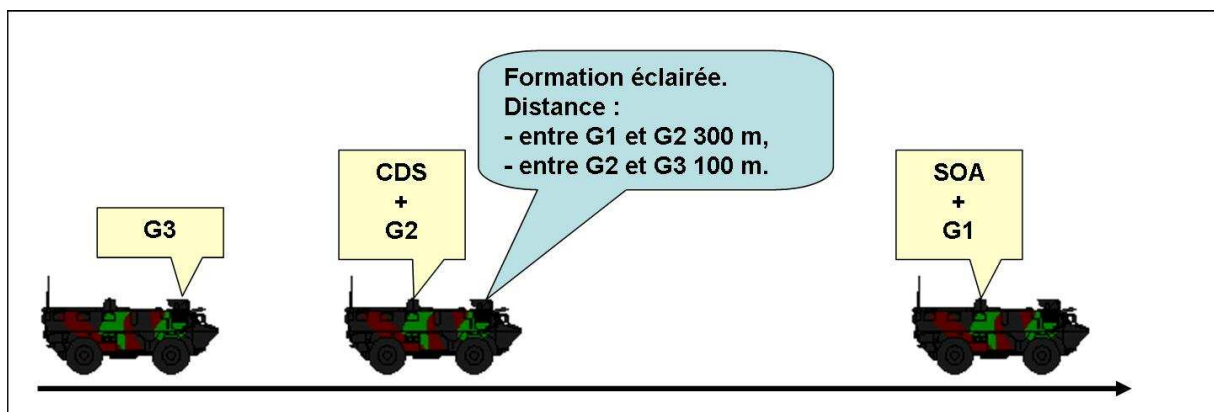 Formation éclairée.
Distance :
- entre G1 et G2 300 m,
- entre G2 et G3 100 m.
G3
CDS
+
G2
SOA
+
G1